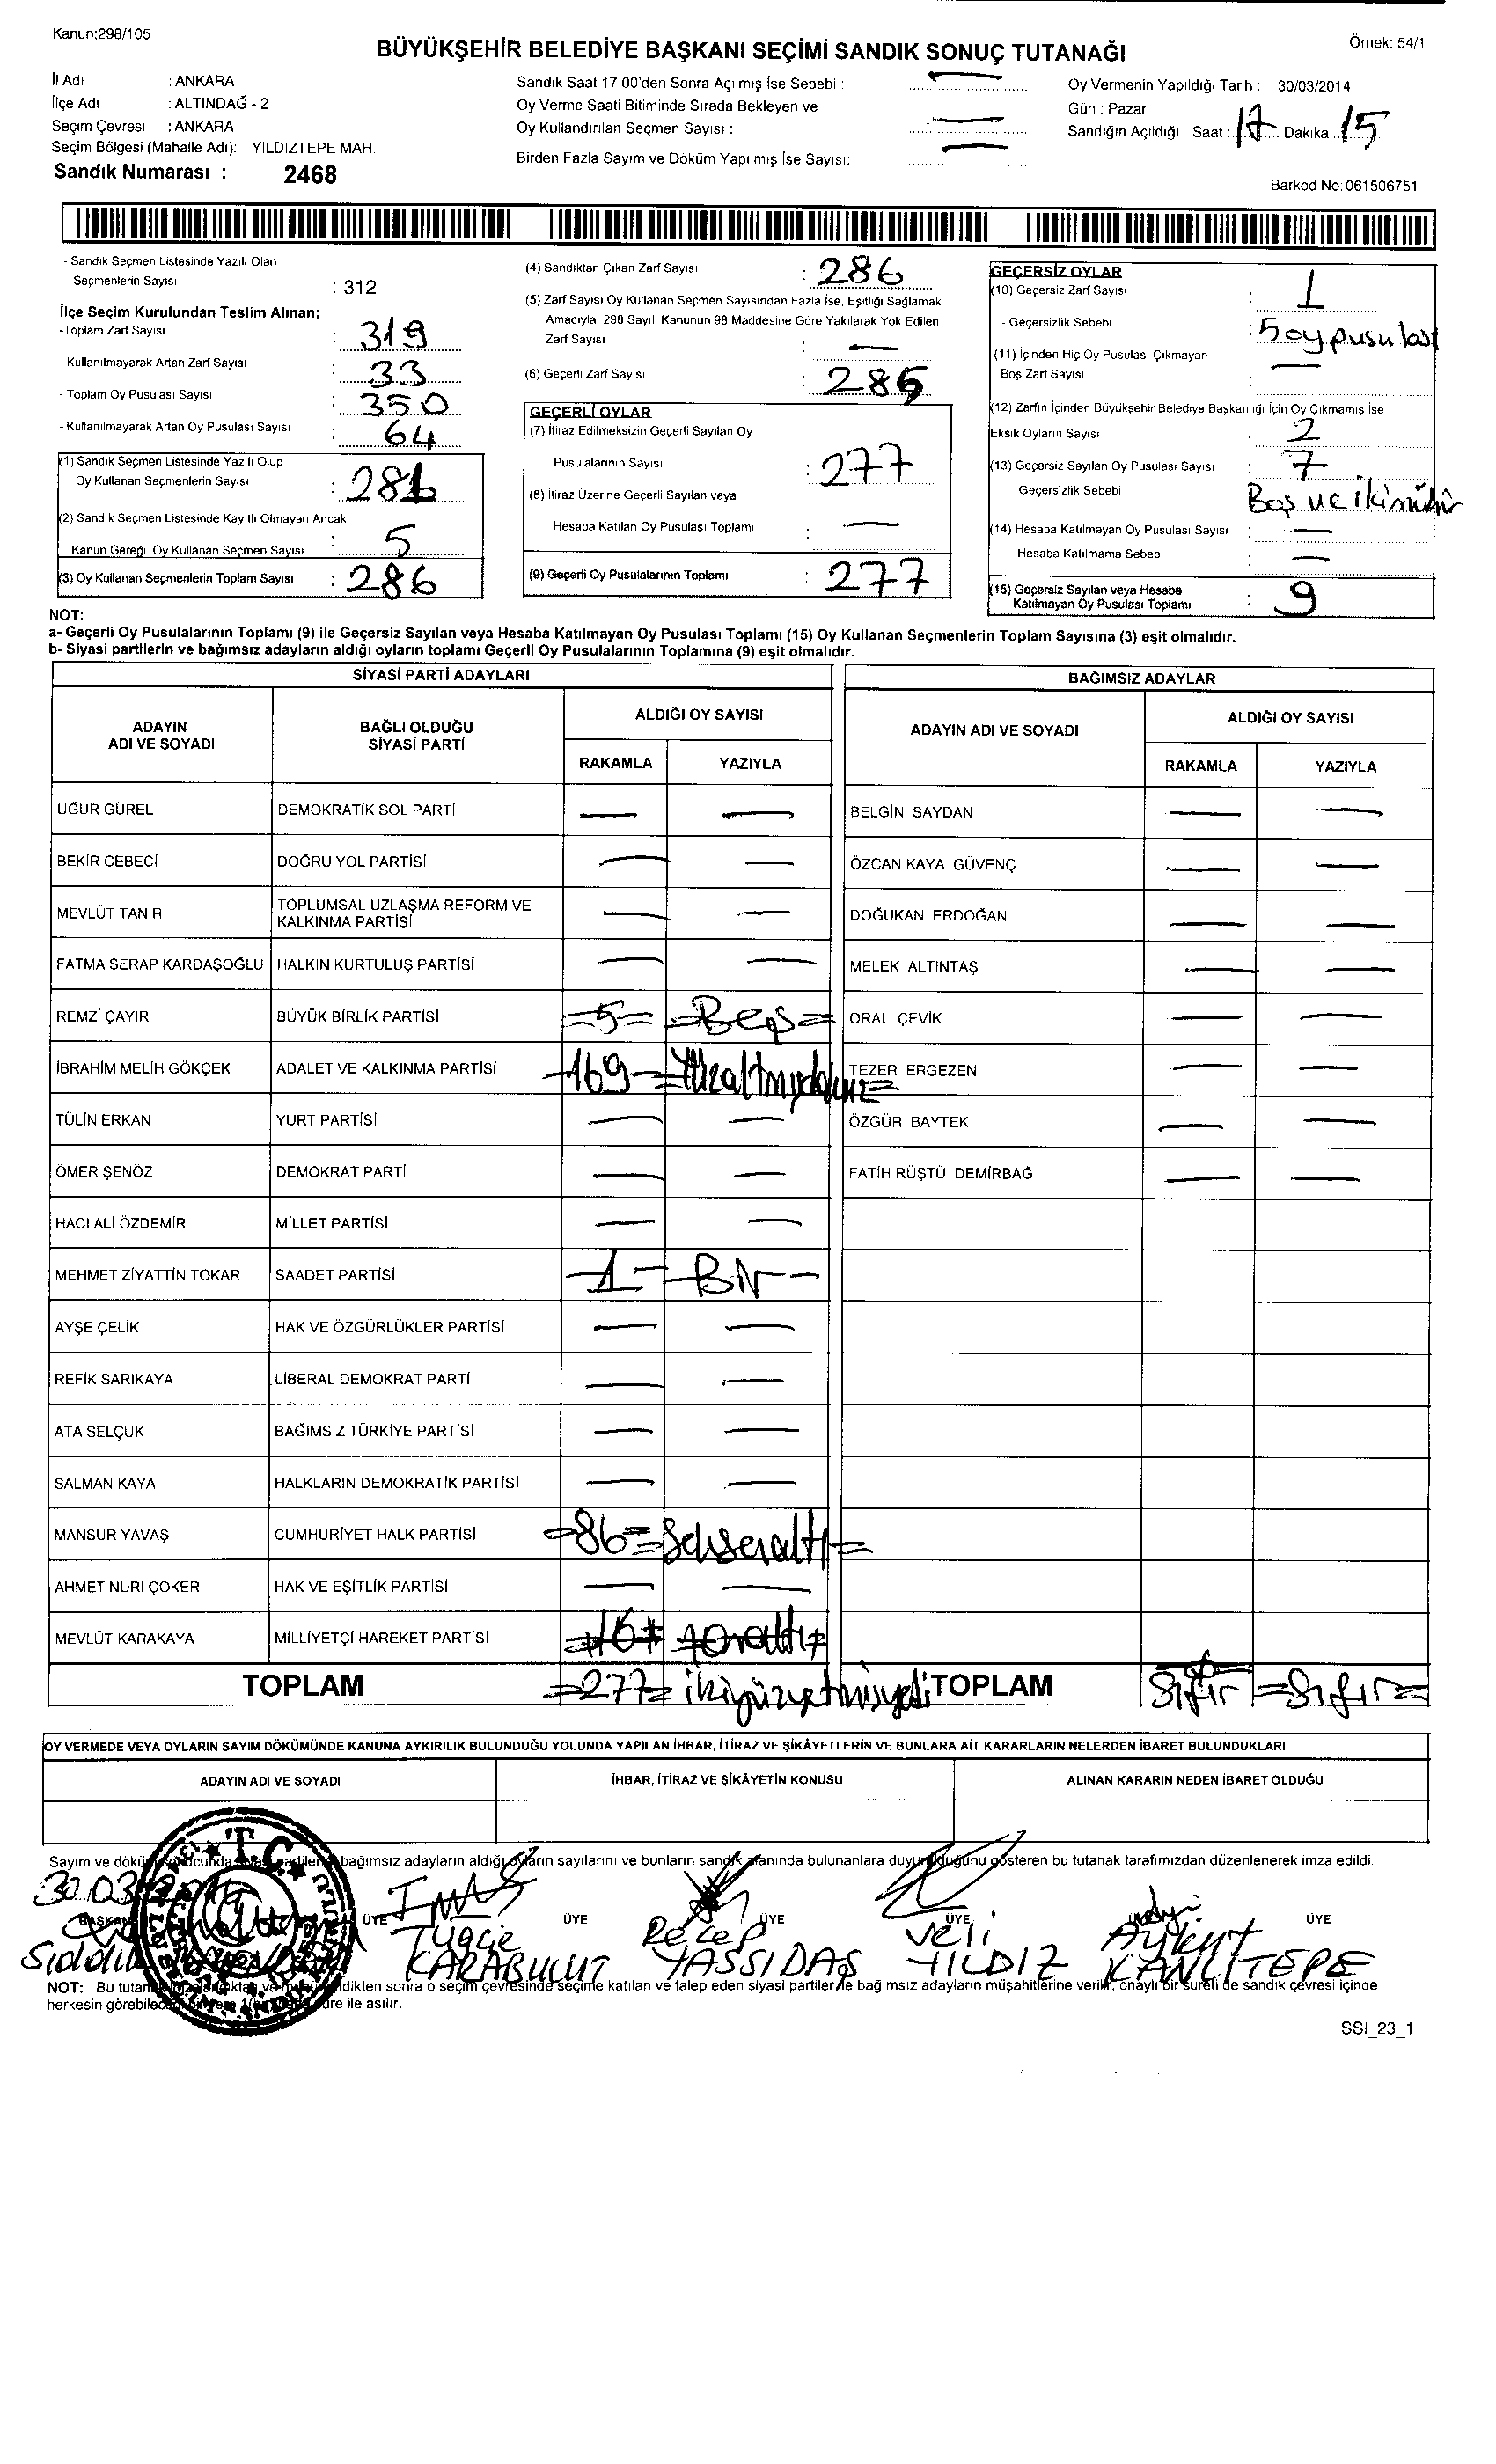 Kanun;298/105
Örnek: 54/1
BÜYÜKŞEHİR BELEDİYE BAŞKANI SEÇİMİ SANDIK SONUÇ TUTANAĞI
İl Adı : ANKARA
İlçe Adı : ALTINDAĞ - 2
Seçim Çevresi : ANKARA
Seçim Bölgesi (Mahalle Adı): YILDIZTEPE MAH.
Sandık Numarası : 2468
Sandık Saat 17.00'den Sonra Açılmış İse Sebebi : —
Oy Verme Saati Bitiminde Sırada Bekleyen ve
Oy Kullandırılan Seçmen Sayısı : —
Birden Fazla Sayım ve Döküm Yapılmış İse Sayısı: —
Oy Vermenin Yapıldığı Tarih : 30/03/2014
Gün : Pazar
Sandığın Açıldığı Saat : 17 Dakika: 15
Barkod No: 061506751
- Sandık Seçmen Listesinde Yazılı Olan
Seçmenlerin Sayısı : 312
İlçe Seçim Kurulundan Teslim Alınan;
-Toplam Zarf Sayısı : 319
- Kullanılmayarak Artan Zarf Sayısı : 33
- Toplam Oy Pusulası Sayısı : 350
- Kullanılmayarak Artan Oy Pusulası Sayısı : 64
(1) Sandık Seçmen Listesinde Yazılı Olup
Oy Kullanan Seçmenlerin Sayısı : 281
(2) Sandık Seçmen Listesinde Kayıtlı Olmayan Ancak
Kanun Gereği Oy Kullanan Seçmen Sayısı : 5
(3) Oy Kullanan Seçmenlerin Toplam Sayısı : 286
(4) Sandıktan Çıkan Zarf Sayısı : 286
(5) Zarf Sayısı Oy Kullanan Seçmen Sayısından Fazla İse, Eşitliği Sağlamak
Amacıyla; 298 Sayılı Kanunun 98.Maddesine Göre Yakılarak Yok Edilen
Zarf Sayısı : —
(6) Geçerli Zarf Sayısı : 285
GEÇERLİ OYLAR
(7) İtiraz Edilmeksizin Geçerli Sayılan Oy
Pusulalarının Sayısı : 277
(8) İtiraz Üzerine Geçerli Sayılan veya
Hesaba Katılan Oy Pusulası Toplamı : —
(9) Geçerli Oy Pusulalarının Toplamı : 277
GEÇERSİZ OYLAR
(10) Geçersiz Zarf Sayısı : 1
- Geçersizlik Sebebi : 5 oy pusulası
(11) İçinden Hiç Oy Pusulası Çıkmayan
Boş Zarf Sayısı : —
(12) Zarfın İçinden Büyükşehir Belediye Başkanlığı İçin Oy Çıkmamış İse
Eksik Oyların Sayısı : 2
(13) Geçersiz Sayılan Oy Pusulası Sayısı : 7
Geçersizlik Sebebi Boş ve iki mühür
(14) Hesaba Katılmayan Oy Pusulası Sayısı : —
- Hesaba Katılmama Sebebi : —
(15) Geçersiz Sayılan veya Hesaba
Katılmayan Oy Pusulası Toplamı : 9
NOT:
a- Geçerli Oy Pusulalarının Toplamı (9) ile Geçersiz Sayılan veya Hesaba Katılmayan Oy Pusulası Toplamı (15) Oy Kullanan Seçmenlerin Toplam Sayısına (3) eşit olmalıdır.
b- Siyasi partilerin ve bağımsız adayların aldığı oyların toplamı Geçerli Oy Pusulalarının Toplamına (9) eşit olmalıdır.
SİYASİ PARTİ ADAYLARI
ADAYIN ADI VE SOYADI BAĞLI OLDUĞU SİYASİ PARTİ ALDIĞI OY SAYISI
RAKAMLA YAZIYLA
UĞUR GÜREL DEMOKRATİK SOL PARTİ — —
BEKİR CEBECİ DOĞRU YOL PARTİSİ — —
MEVLÜT TANIR TOPLUMSAL UZLAŞMA REFORM VE KALKINMA PARTİSİ — —
FATMA SERAP KARDAŞOĞLU HALKIN KURTULUŞ PARTİSİ — —
REMZİ ÇAYIR BÜYÜK BİRLİK PARTİSİ =5= =Beş=
İBRAHİM MELİH GÖKÇEK ADALET VE KALKINMA PARTİSİ -169- =Yüzaltmışdokuz=
TÜLİN ERKAN YURT PARTİSİ — —
ÖMER ŞENÖZ DEMOKRAT PARTİ — —
HACI ALİ ÖZDEMİR MİLLET PARTİSİ — —
MEHMET ZİYATTİN TOKAR SAADET PARTİSİ -1- -Bir-
AYŞE ÇELİK HAK VE ÖZGÜRLÜKLER PARTİSİ — —
REFİK SARIKAYA LİBERAL DEMOKRAT PARTİ — —
ATA SELÇUK BAĞIMSIZ TÜRKİYE PARTİSİ — —
SALMAN KAYA HALKLARIN DEMOKRATİK PARTİSİ — —
MANSUR YAVAŞ CUMHURİYET HALK PARTİSİ =86= =Seksenaltı=
AHMET NURİ ÇOKER HAK VE EŞİTLİK PARTİSİ — —
MEVLÜT KARAKAYA MİLLİYETÇİ HAREKET PARTİSİ =16= =Onaltı=
TOPLAM =277= ikiyüzyetmişyedi
BAĞIMSIZ ADAYLAR
ADAYIN ADI VE SOYADI ALDIĞI OY SAYISI
RAKAMLA YAZIYLA
BELGİN SAYDAN — —
ÖZCAN KAYA GÜVENÇ — —
DOĞUKAN ERDOĞAN — —
MELEK ALTINTAŞ — —
ORAL ÇEVİK — —
TEZER ERGEZEN — —
ÖZGÜR BAYTEK — —
FATİH RÜŞTÜ DEMİRBAĞ — —
TOPLAM Sıfır =Sıfır=
OY VERMEDE VEYA OYLARIN SAYIM DÖKÜMÜNDE KANUNA AYKIRILIK BULUNDUĞU YOLUNDA YAPILAN İHBAR, İTİRAZ VE ŞİKÂYETLERİN VE BUNLARA AİT KARARLARIN NELERDEN İBARET BULUNDUKLARI
ADAYIN ADI VE SOYADI İHBAR, İTİRAZ VE ŞİKÂYETİN KONUSU ALINAN KARARIN NEDEN İBARET OLDUĞU
Sayım ve bağımsız adayların aldığı oyların sayılarını ve bunların sandık alanında bulunanlara duyurulduğunu gösteren bu tutanak tarafımızdan düzenlenerek imza edildi.
30.03.2014
T.C.
BAŞKAN ÜYE ÜYE ÜYE ÜYE ÜYE
Tuğçe KARABULUT
Recep YASSIDAŞ
Veli YILDIZ
Aykut KANLITEPE
NOT: Bu sonra o seçim çevresinde seçime katılan ve talep eden siyasi partiler ile bağımsız adayların müşahitlerine verilir, onaylı bir sureti de sandık çevresi içinde
herkesin süre ile asılır.
SSI_23_1